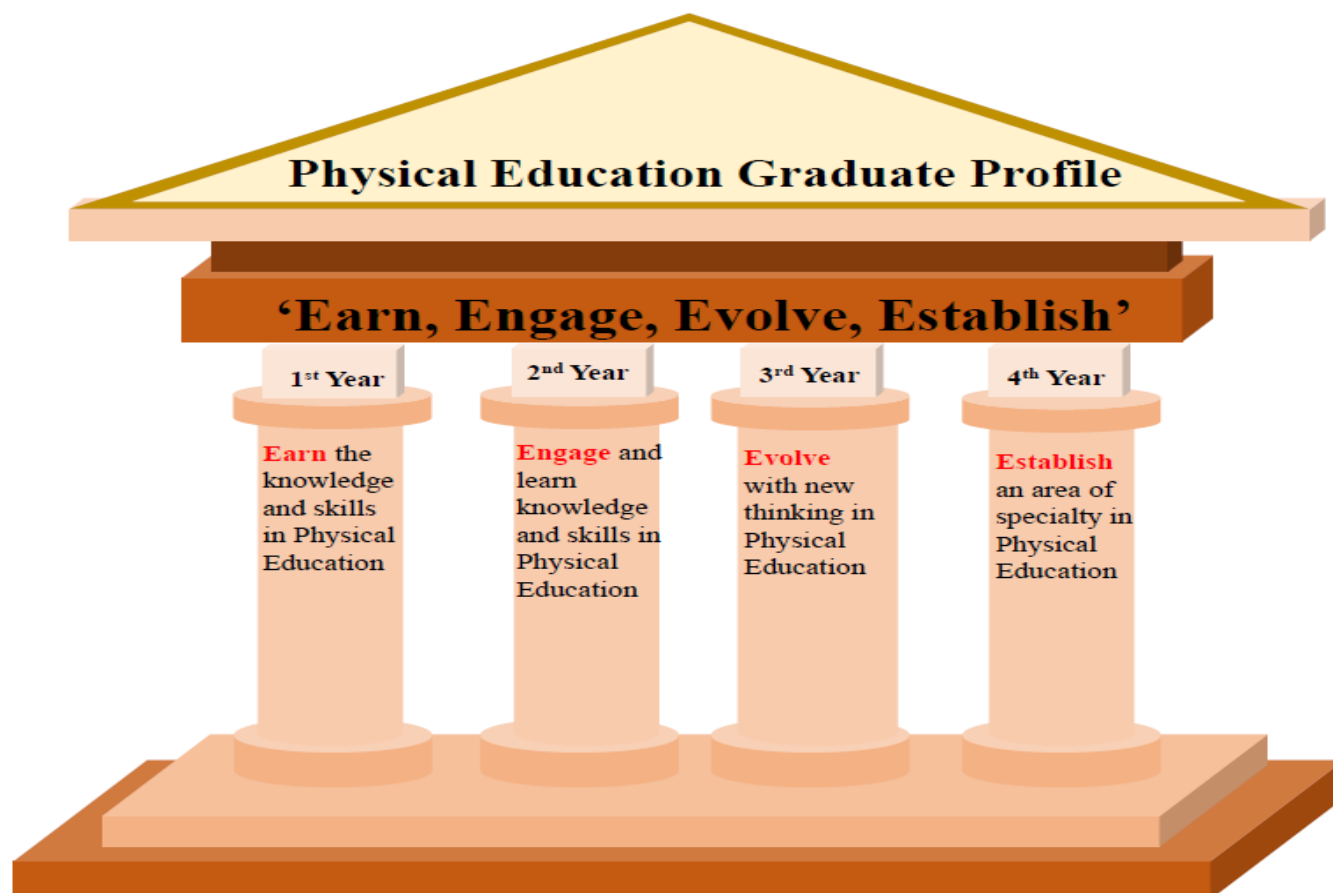 Physical Education Graduate Profile
‘Earn, Engage, Evolve, Establish’
1st Year
Earn the
knowledge
and skills
in Physical
Education
2nd Year
Engage and
learn
knowledge
and skills in
Physical
Education
3rd Year
Evolve
with new
thinking in
Physical
Education
4th Year
Establish
an area of
specialty in
Physical
Education